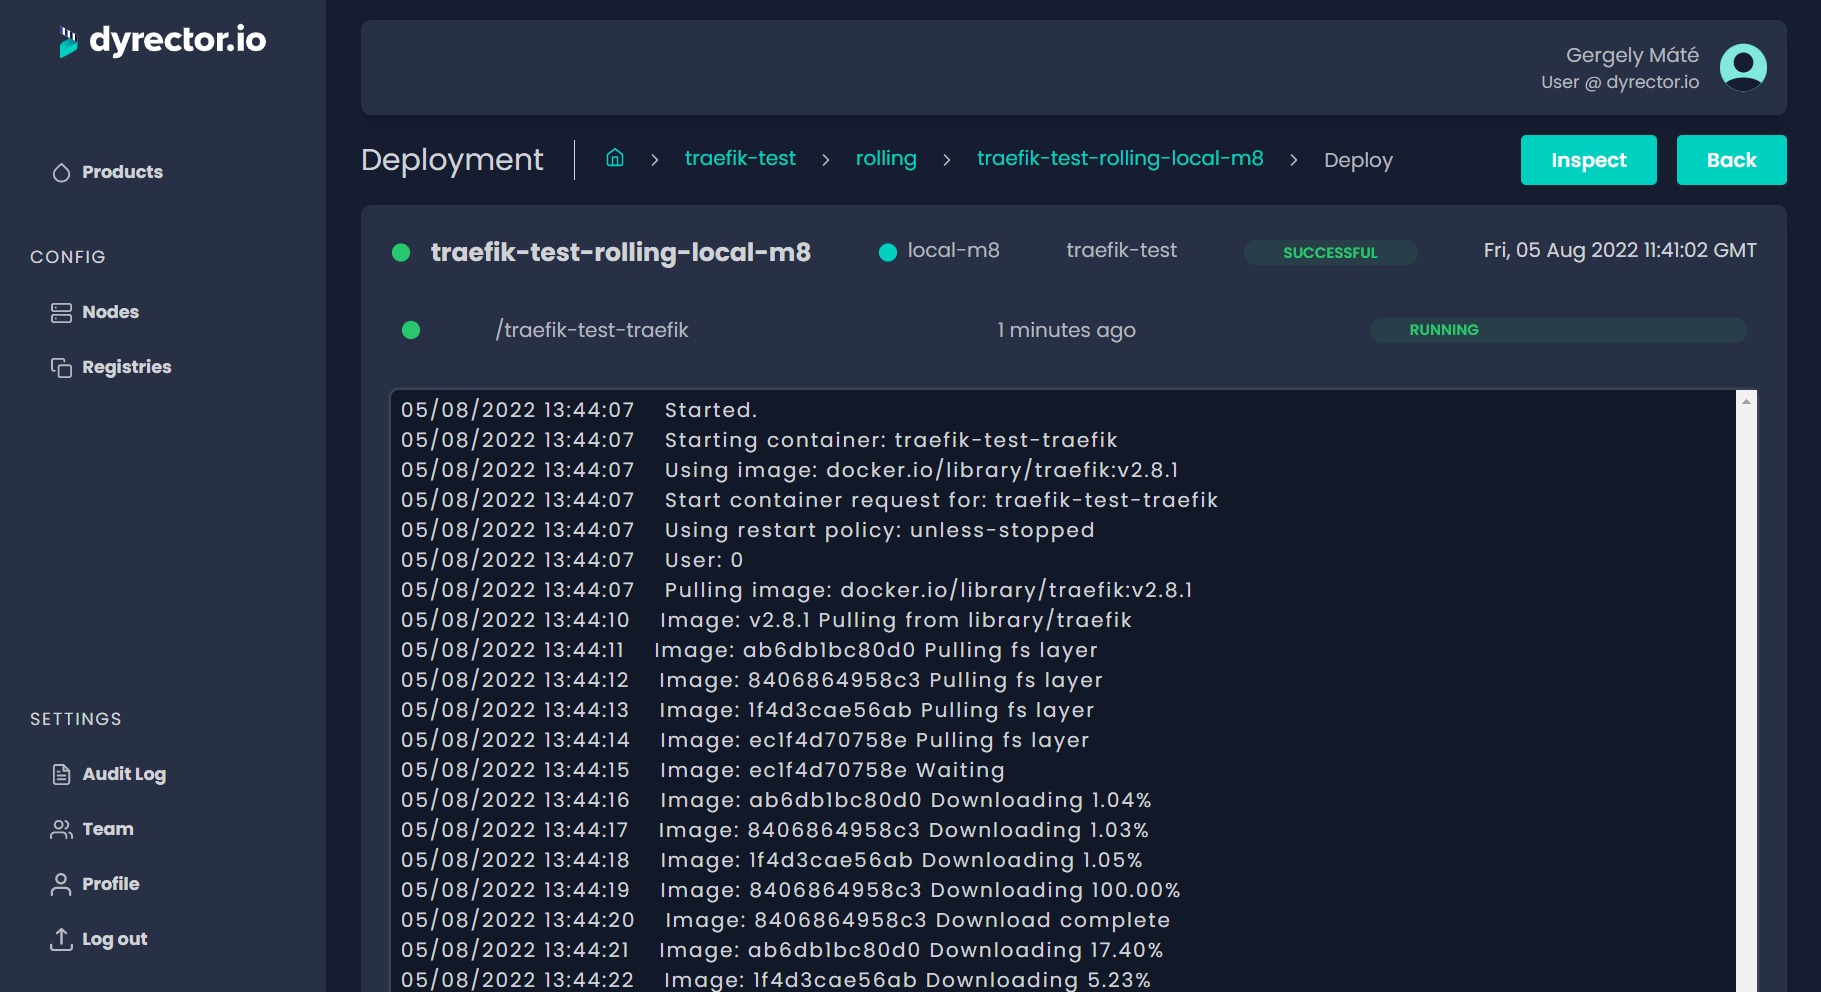 dyrector.io
Gergely Máté
User @ dyrector.io
Products
CONFIG
Nodes
Registries
SETTINGS
Audit Log
Team
Profile
Log out
Deployment
traefik-test
rolling
traefik-test-rolling-local-m8
Deploy
Inspect
Back
traefik-test-rolling-local-m8
local-m8
traefik-test
SUCCESSFUL
Fri, 05 Aug 2022 11:41:02 GMT
/traefik-test-traefik
1 minutes ago
RUNNING
05/08/2022 13:44:07 Started.
05/08/2022 13:44:07 Starting container: traefik-test-traefik
05/08/2022 13:44:07 Using image: docker.io/library/traefik:v2.8.1
05/08/2022 13:44:07 Start container request for: traefik-test-traefik
05/08/2022 13:44:07 Using restart policy: unless-stopped
05/08/2022 13:44:07 User: 0
05/08/2022 13:44:07 Pulling image: docker.io/library/traefik:v2.8.1
05/08/2022 13:44:10 Image: v2.8.1 Pulling from library/traefik
05/08/2022 13:44:11 Image: ab6db1bc80d0 Pulling fs layer
05/08/2022 13:44:12 Image: 8406864958c3 Pulling fs layer
05/08/2022 13:44:13 Image: 1f4d3cae56ab Pulling fs layer
05/08/2022 13:44:14 Image: ec1f4d70758e Pulling fs layer
05/08/2022 13:44:15 Image: ec1f4d70758e Waiting
05/08/2022 13:44:16 Image: ab6db1bc80d0 Downloading 1.04%
05/08/2022 13:44:17 Image: 8406864958c3 Downloading 1.03%
05/08/2022 13:44:18 Image: 1f4d3cae56ab Downloading 1.05%
05/08/2022 13:44:19 Image: 8406864958c3 Downloading 100.00%
05/08/2022 13:44:20 Image: 8406864958c3 Download complete
05/08/2022 13:44:21 Image: ab6db1bc80d0 Downloading 17.40%
05/08/2022 13:44:22 Image: 1f4d3cae56ab Downloading 5.23%